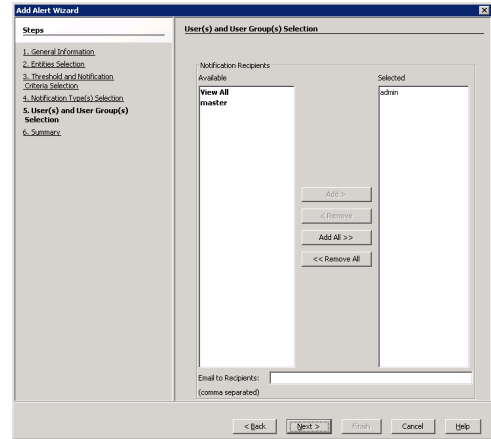 Add Alert Wizard
Steps
1. General Information
2. Entities Selection
3. Threshold and Notification
Criteria Selection
4. Notification Type(s) Selection
5. User(s) and User Group(s)
Selection
6. Summary
User(s) and User Group(s) Selection
Notification Recipients
Available
Selected
View All
master
admin
Add >
< Remove
Add All >>
<< Remove All
Email to Recipients:
(comma separated)
< Back
Next >
Finish
Cancel
Help